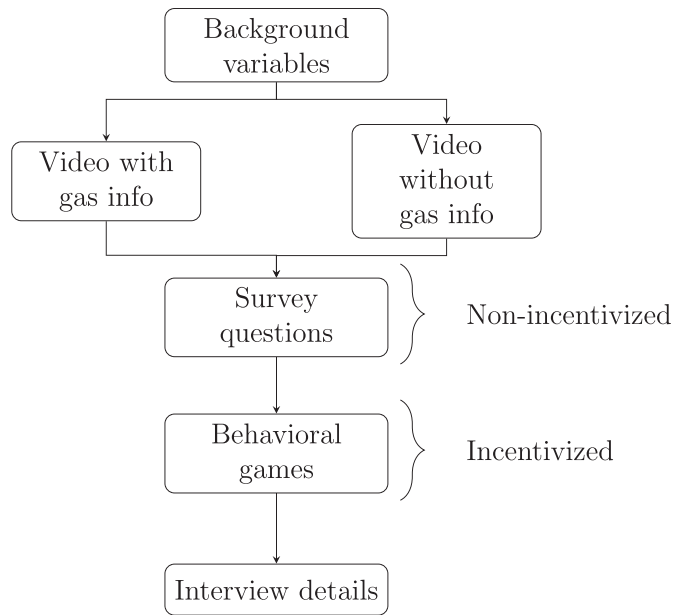 Background
variables
Video with
gas info
Video
without
gas info
Survey
questions
Non-incentivized
Behavioral
games
Incentivized
Interview details